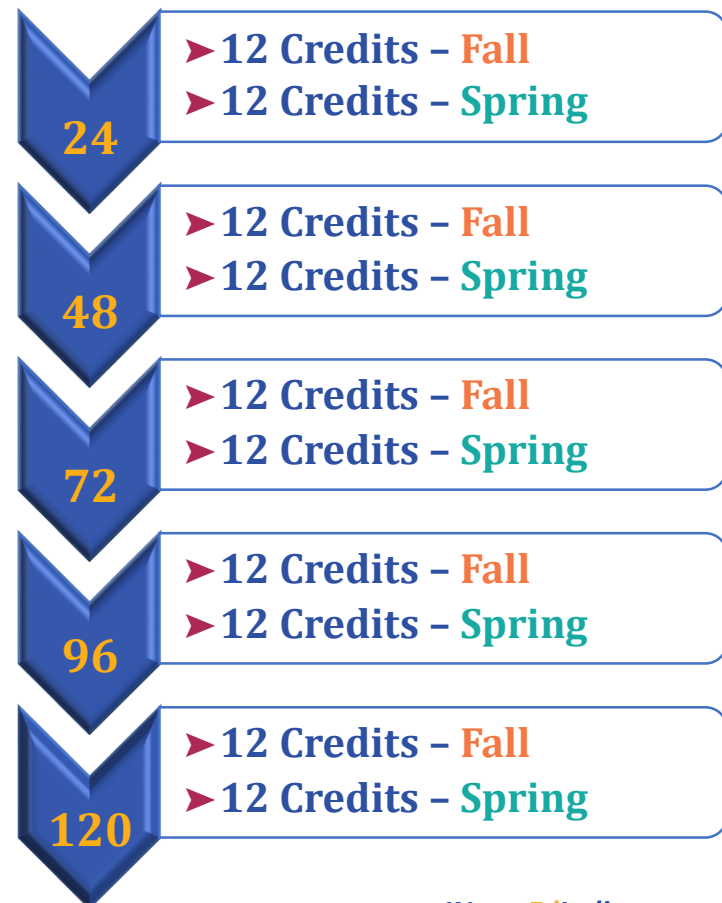 ➤12 Credits – Fall
➤12 Credits – Spring
24
➤12 Credits – Fall
➤12 Credits – Spring
48
➤12 Credits – Fall
➤12 Credits – Spring
72
➤12 Credits – Fall
➤12 Credits – Spring
96
➤12 Credits – Fall
➤12 Credits – Spring
120